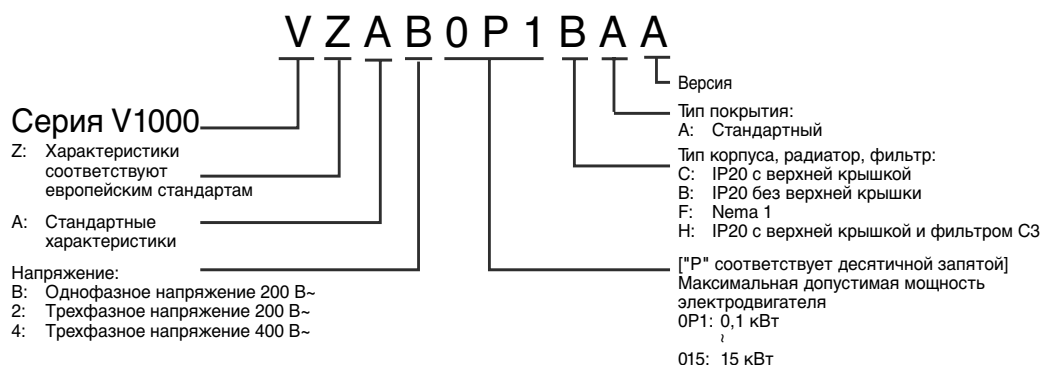 V Z A B 0 P 1 B A A
Версия
Серия V1000
Тип покрытия:
A: Стандартный
Z: Характеристики
соответствуют
европейским стандартам
Тип корпуса, радиатор, фильтр:
C: IP20 с верхней крышкой
B: IP20 без верхней крышки
F: Nema 1
H: IP20 с верхней крышкой и фильтром C3
A: Стандартные
характеристики
Напряжение:
B: Однофазное напряжение 200 В~
2: Трехфазное напряжение 200 В~
4: Трехфазное напряжение 400 В~
["P" соответствует десятичной запятой]
Максимальная допустимая мощность
электродвигателя
0P1: 0,1 кВт
~
015: 15 кВт